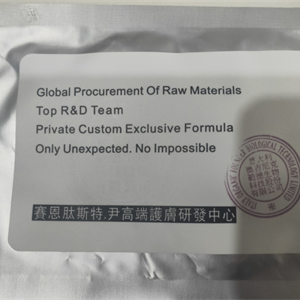 Global Procurement Of Raw Materials
Top R&D Team
Private Custom Exclusive Formula
Only Unexpected. No Impossible
賽恩肽斯特.尹高端護膚研發中心